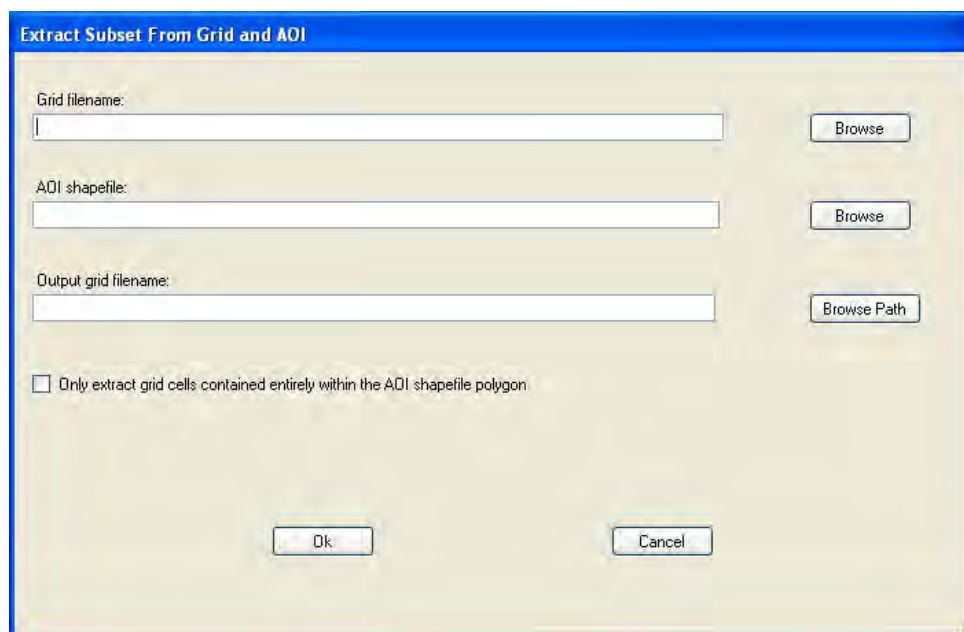 Extract Subset From Grid and AOI
Grid filename:
Browse
AOI shapefile:
Browse
Output grid filename:
Browse Path
Only extract grid cells contained entirely within the AOI shapefile polygon
Ok
Cancel